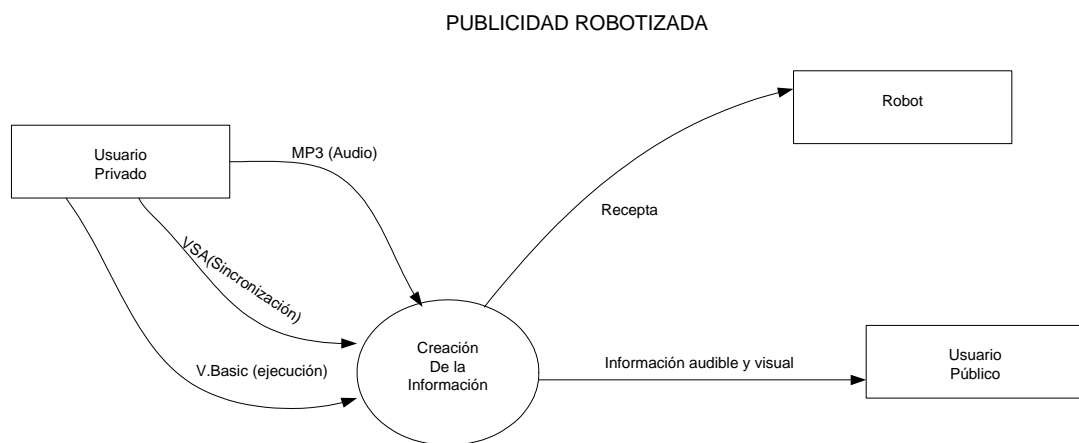 PUBLICIDAD ROBOTIZADA
Robot
Usuario
Privado
MP3 (Audio)
Recepta
VSA(Sincronización)
Creación
De la
Información
V.Basic (ejecución)
Información audible y visual
Usuario
Público